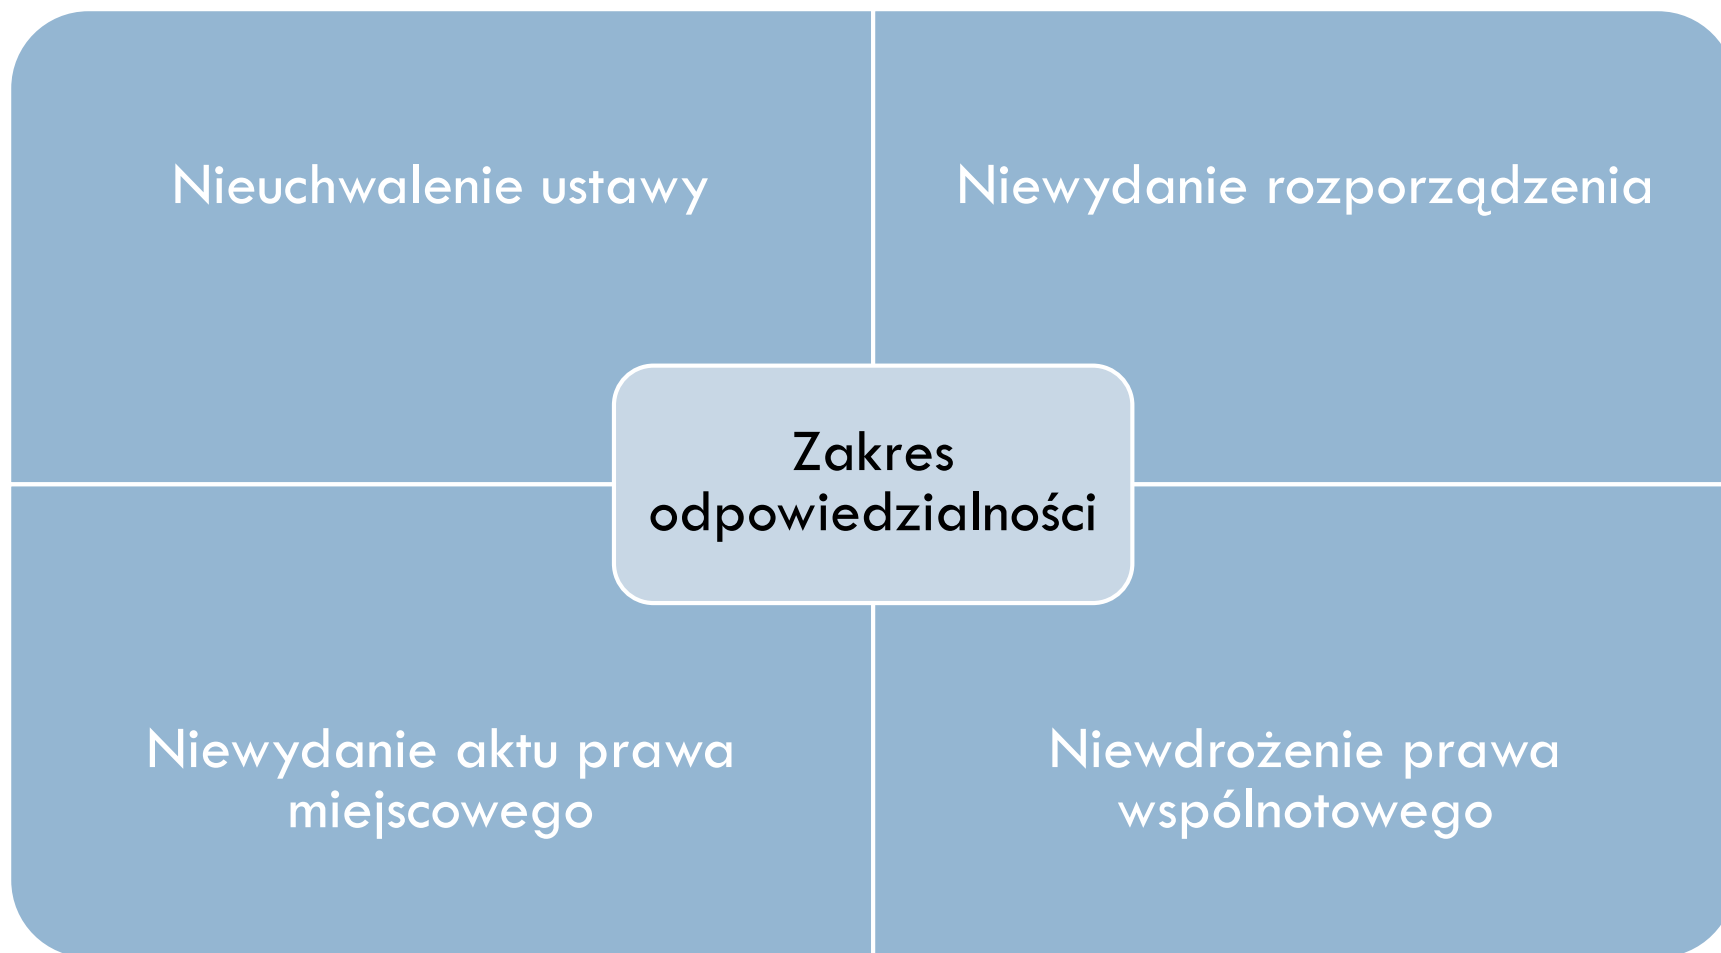 Nieuchwalenie ustawy
Niewydanie rozporządzenia
Zakres
odpowiedzialności
Niewydanie aktu prawa
miejscowego
Niewdrożenie prawa
wspólnotowego